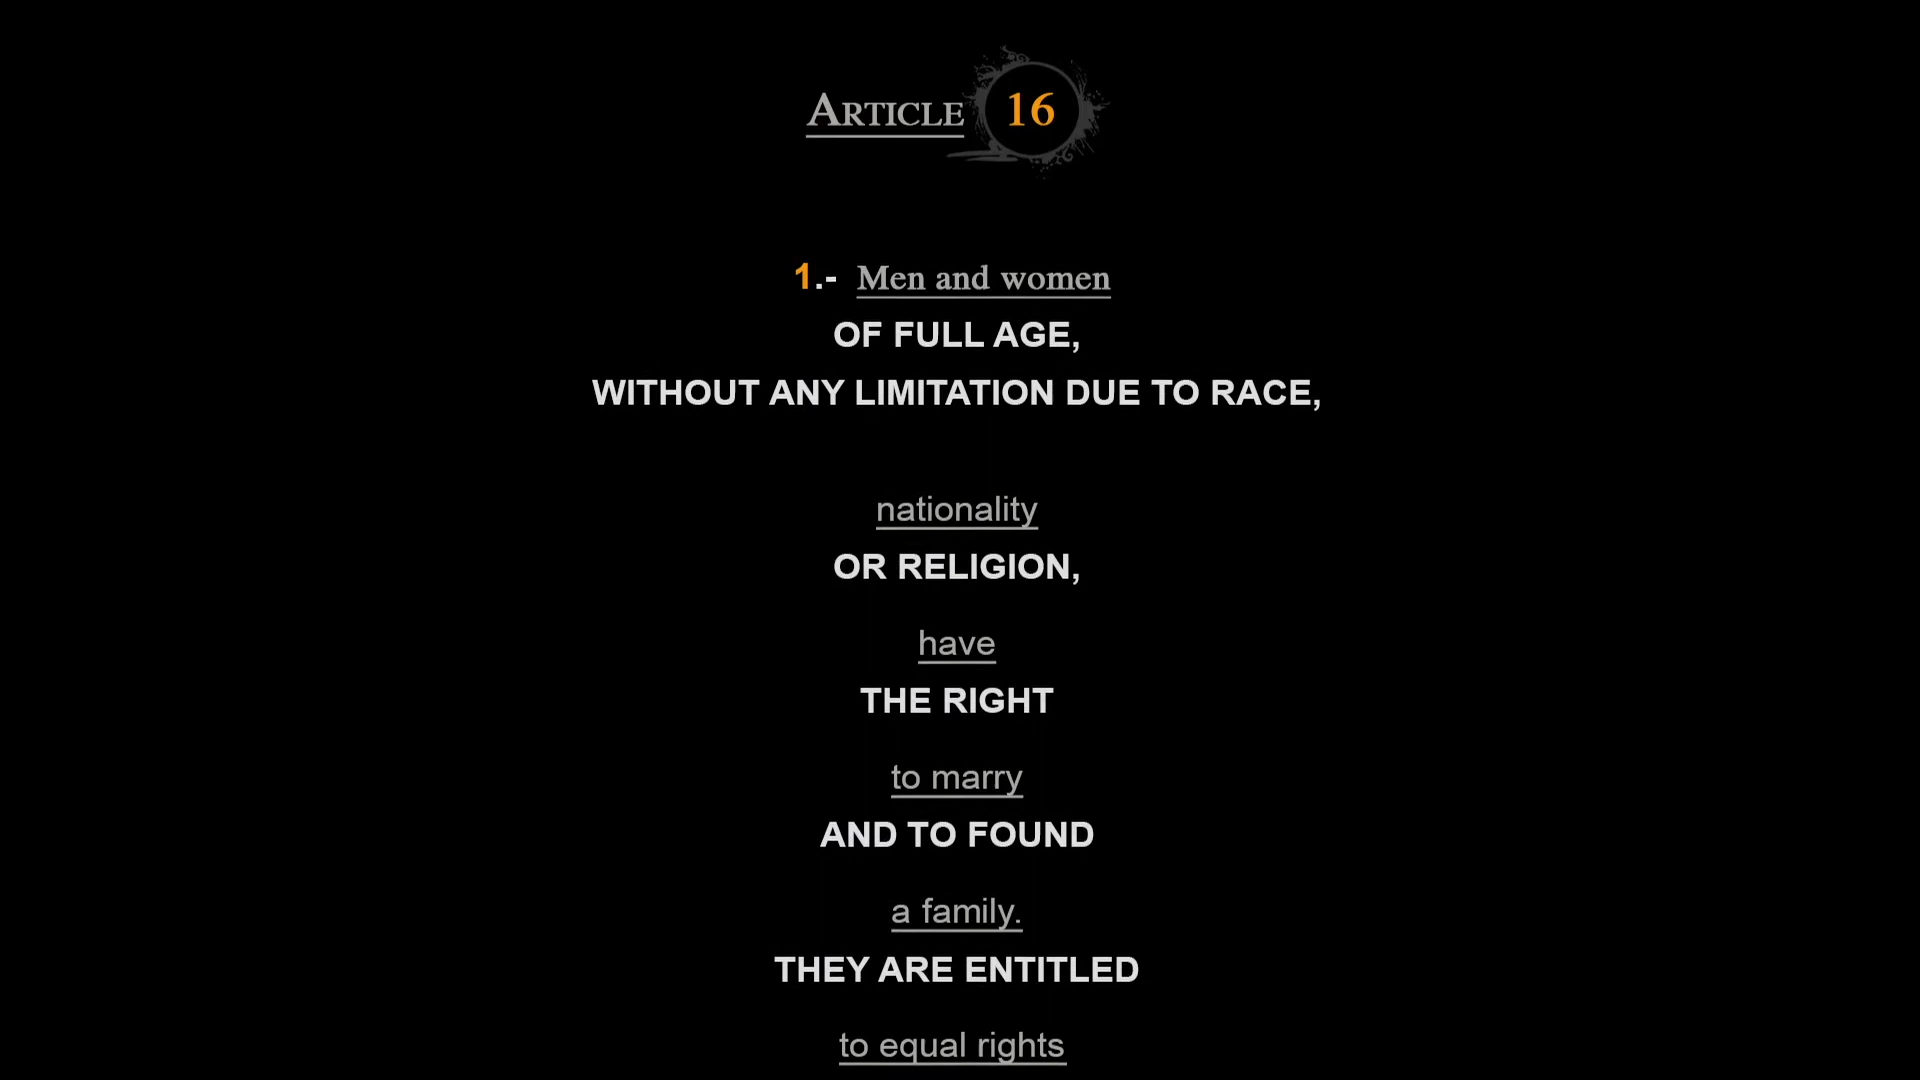 ARTICLE 16
1.- Men and women
OF FULL AGE,
WITHOUT ANY LIMITATION DUE TO RACE,
nationality
OR RELIGION,
have
THE RIGHT
to marry
AND TO FOUND
a family.
THEY ARE ENTITLED
to equal rights